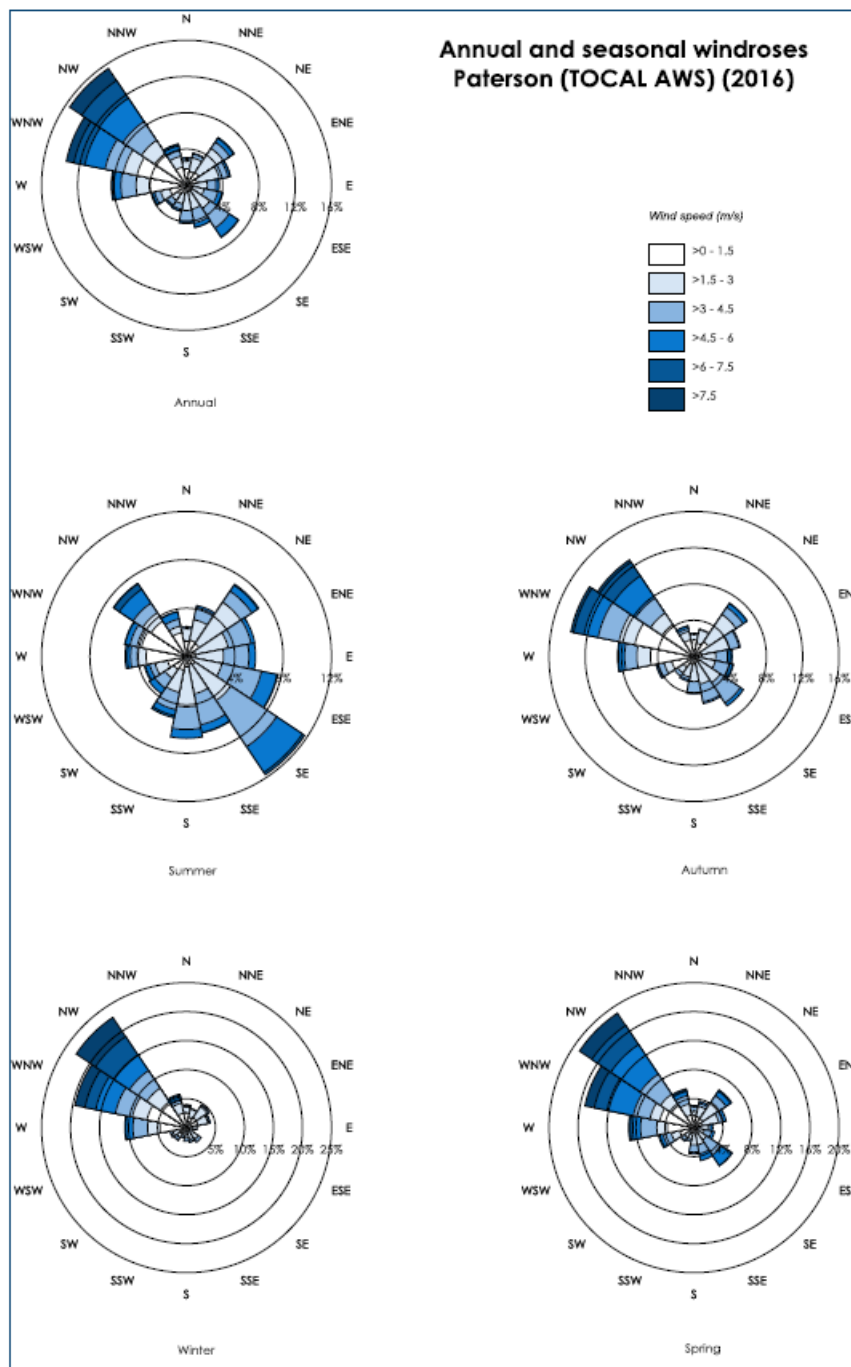 Annual and seasonal windroses
Paterson (TOCAL AWS) (2016)
N
NNW
NNE
NW
NE
WNW
ENE
W
E
4% 8% 12% 16%
WSW
ESE
SW
SE
SSW
SSE
S
Annual
Wind speed (m/s)
>0 - 1.5
>1.5 - 3
>3 - 4.5
>4.5 - 6
>6 - 7.5
>7.5
N
NNW
NNE
NW
NE
WNW
ENE
W
E
4% 12%
WSW
ESE
SW
SE
SSW
SSE
S
Summer
N
NNW
NNE
NW
NE
WNW
W
4% 8% 12% 16%
WSW
SW
SE
SSW
SSE
S
Autumn
N
NNW
NNE
NW
NE
WNW
ENE
W
E
5% 10% 15% 20% 25%
WSW
ESE
SW
SE
SSW
SSE
S
Winter
N
NNW
NNE
NW
NE
WNW
W
8% 12% 16% 20%
WSW
SW
SE
SSW
SSE
S
Spring